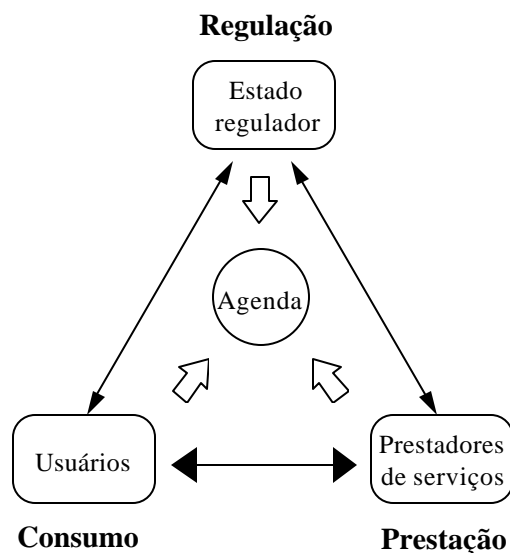 Regulação
Estado
regulador
Agenda
Usuários
Prestadores
de serviços
Consumo
Prestação